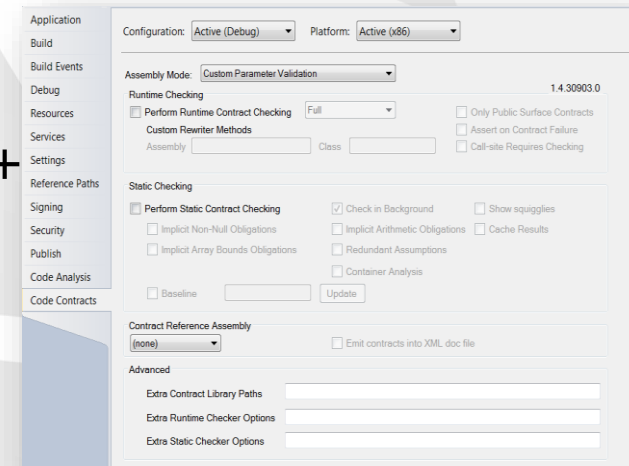 Application
Build
Build Events
Debug
Resources
Services
Settings
Reference Paths
Signing
Security
Publish
Code Analysis
Code Contracts
Configuration: Active (Debug) Platform: Active (x86)
Assembly Mode: Custom Parameter Validation
1.4.30903.0
Runtime Checking
Perform Runtime Contract Checking Full Only Public Surface Contracts
Custom Rewriter Methods Assert on Contract Failure
Assembly Class Call-site Requires Checking
Static Checking
Perform Static Contract Checking Check in Background Show squigglies
Implicit Non-Null Obligations Implicit Arithmetic Obligations Cache Results
Implicit Array Bounds Obligations Redundant Assumptions
Container Analysis
Baseline Update
Contract Reference Assembly
(none) Emit contracts into XML doc file
Advanced
Extra Contract Library Paths
Extra Runtime Checker Options
Extra Static Checker Options
+